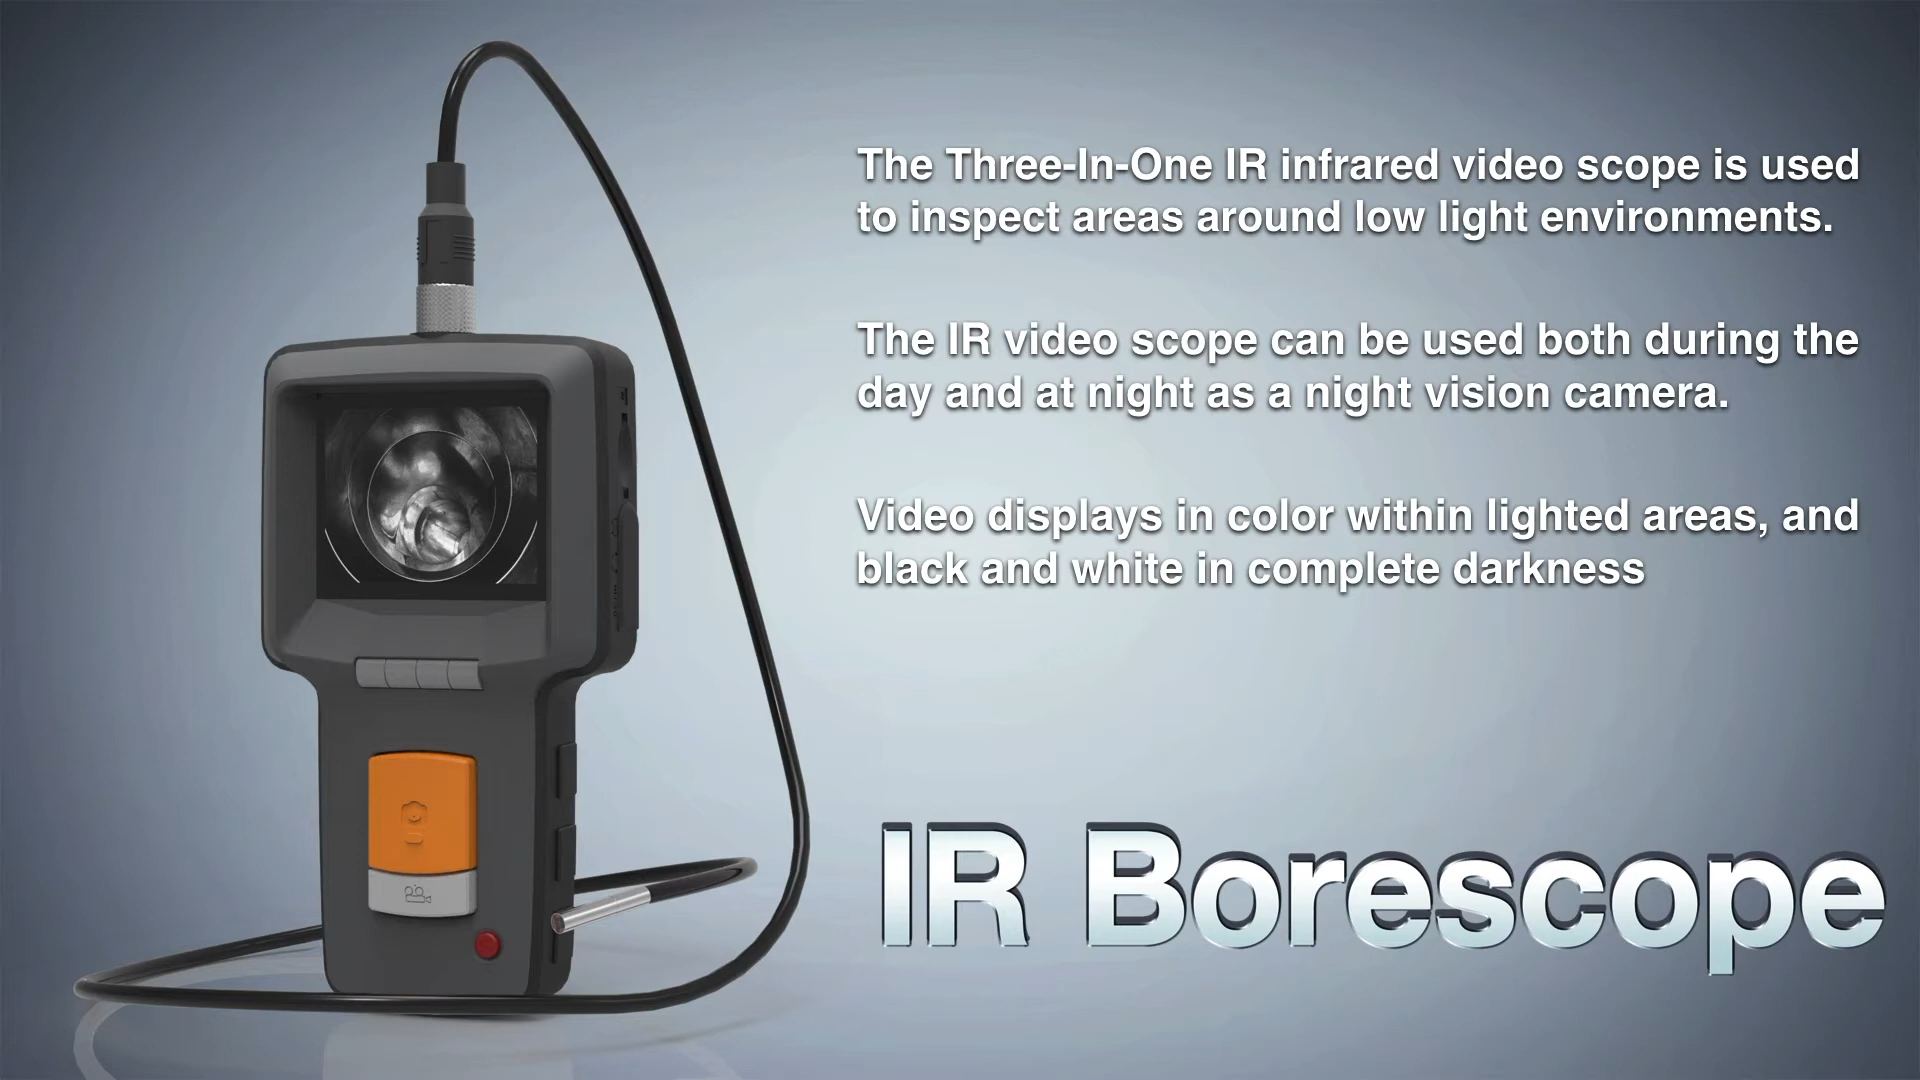 The Three-In-One IR infrared video scope is used
to inspect areas around low light environments.
The IR video scope can be used both during the
day and at night as a night vision camera.
Video displays in color within lighted areas, and
black and white in complete darkness
IR Borescope